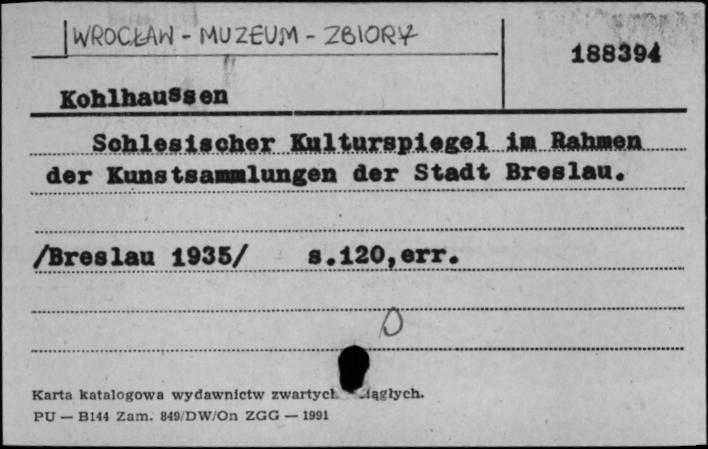 WROCŁAW - MUZEUM - ZBIORY
188394
Kohlhaussen
Schlesischer Kulturspiegel im Rahmen
der Kunstsammlungen der Stadt Breslau.
/Breslau 1935/ s.120,err.
Karta katalogowa wydawnictw zwartych
PU — B144 Zam. 849/DW/On ZGG — 1991